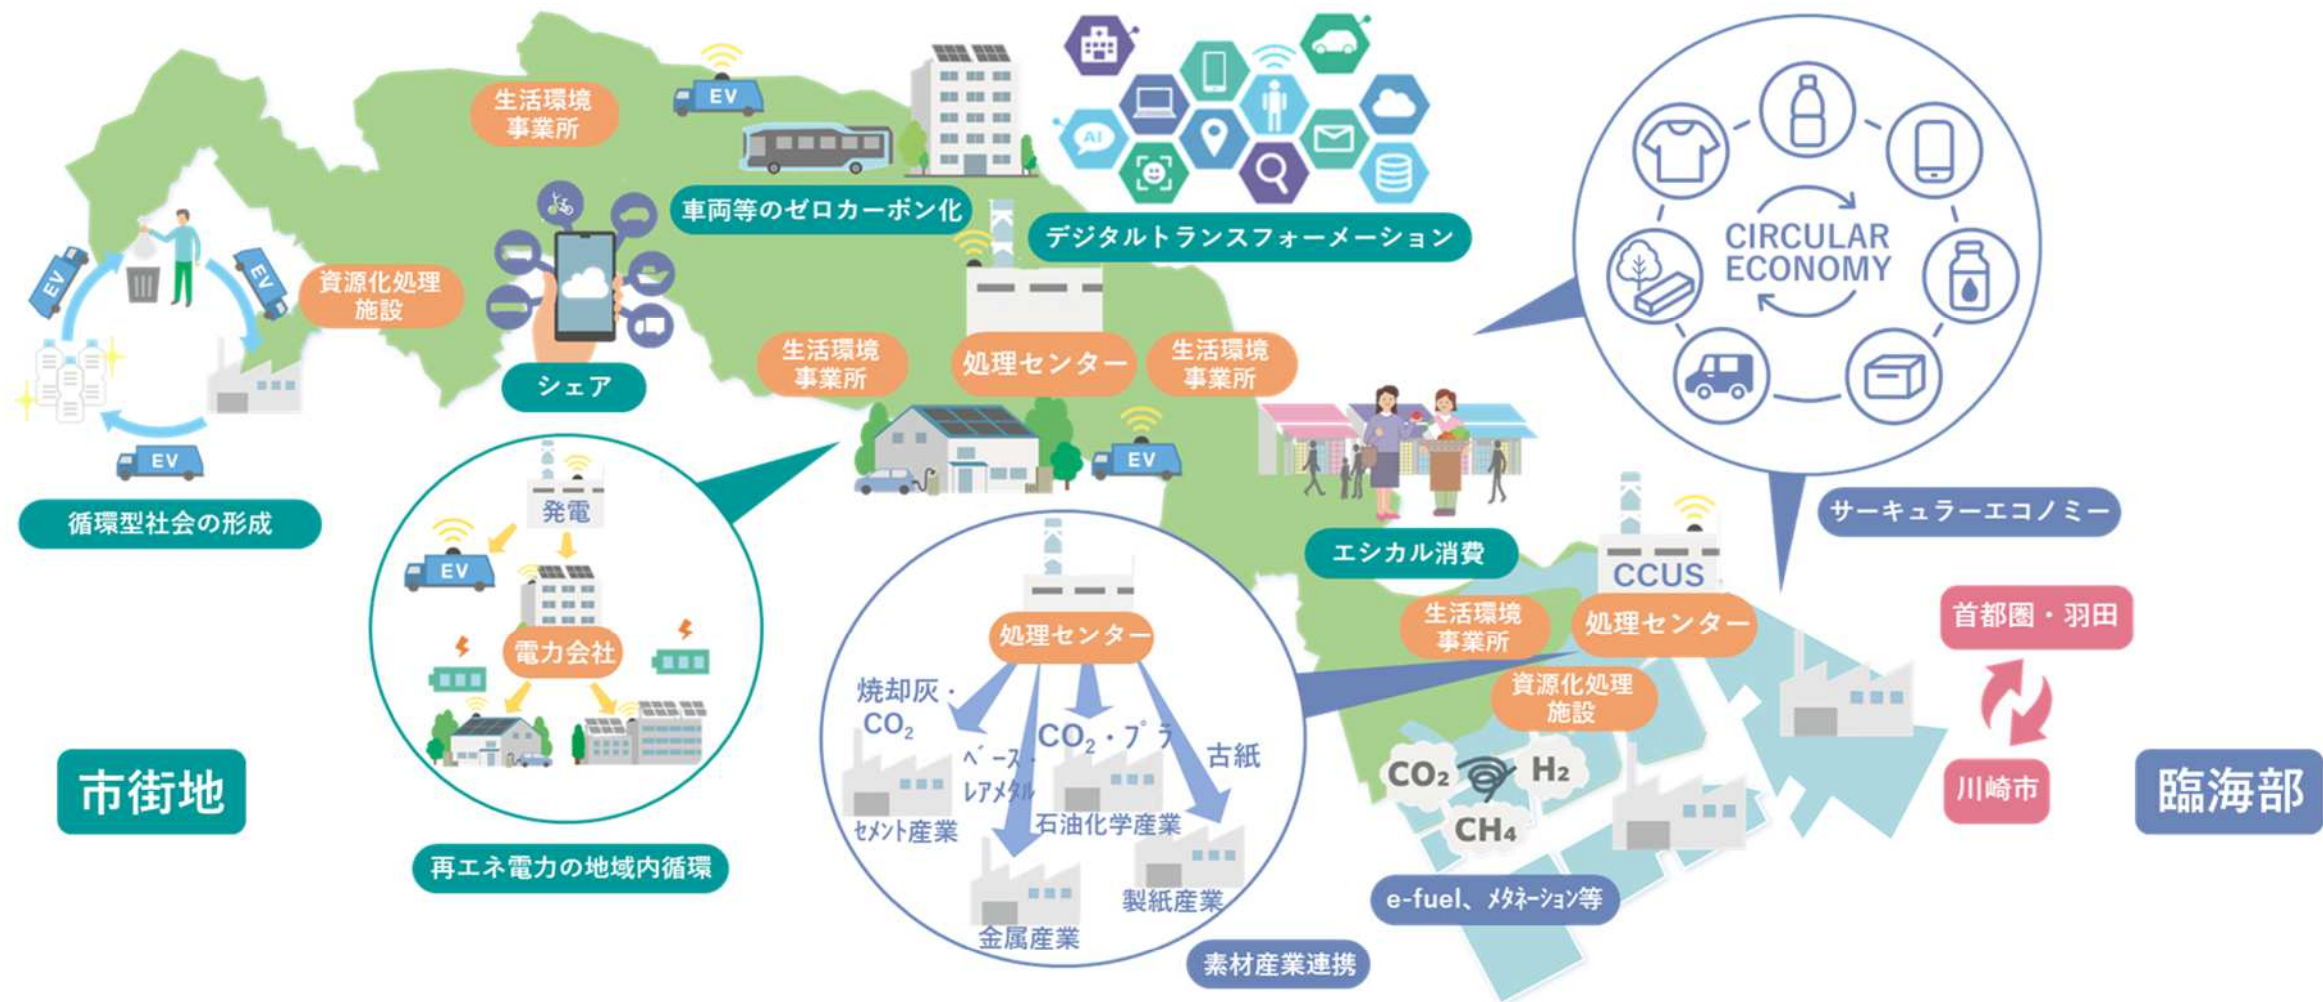 生活環境
事業所
EV
車両等のゼロカーボン化
AI
デジタルトランスフォーメーション
CIRCULAR
ECONOMY
サーキュラーエコノミー
EV
EV
EV
循環型社会の形成
資源化処理
施設
シェア
生活環境
事業所
処理センター
生活環境
事業所
EV
エシカル消費
発電
EV
電力会社
再エネ電力の地域内循環
市街地
処理センター
焼却灰・
CO₂
セメント産業
ベース・
レアメタル
金属産業
CO₂・プラ
石油化学産業
古紙
製紙産業
素材産業連携
CCUS
処理センター
生活環境
事業所
資源化処理
施設
CO₂
H₂
CH₄
e-fuel、メタネーション等
首都圏・羽田
川崎市
臨海部